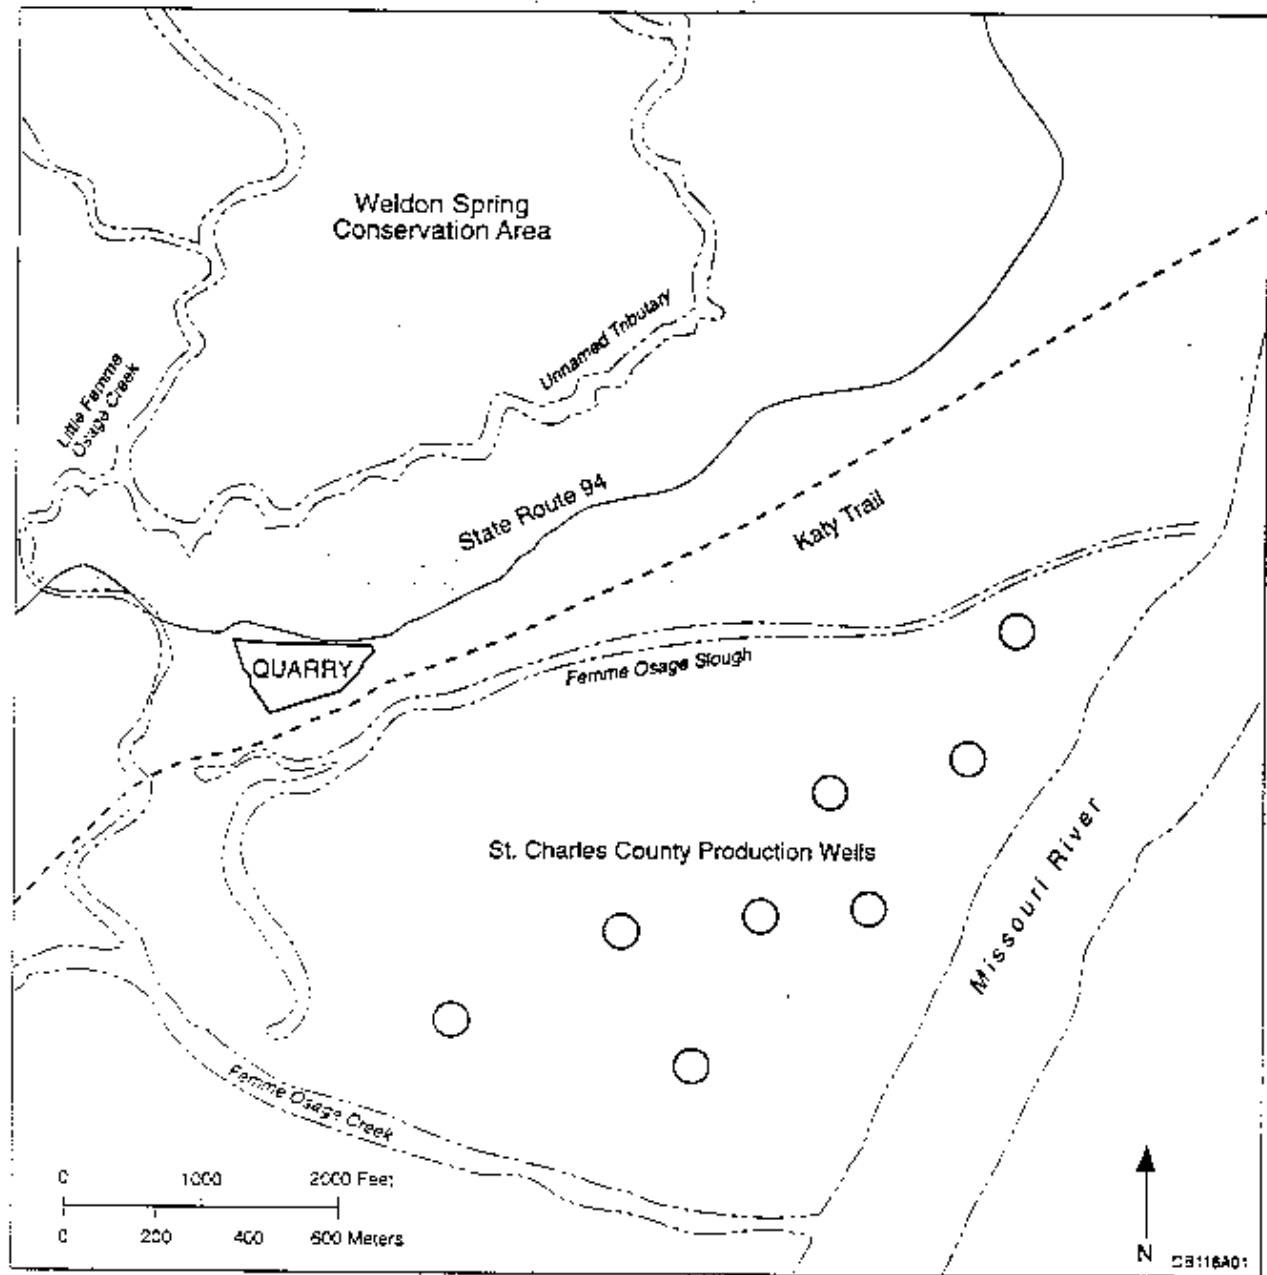 Weldon Spring
Conservation Area
Unnamed Tributary
Little Femme
Osage Creek
State Route 94
Katy Trail
QUARRY
Femme Osage Slough
St. Charles County Production Wells
Missouri River
Femme Osage Creek
0 1000 2000 Feet
0 200 400 600 Meters
N